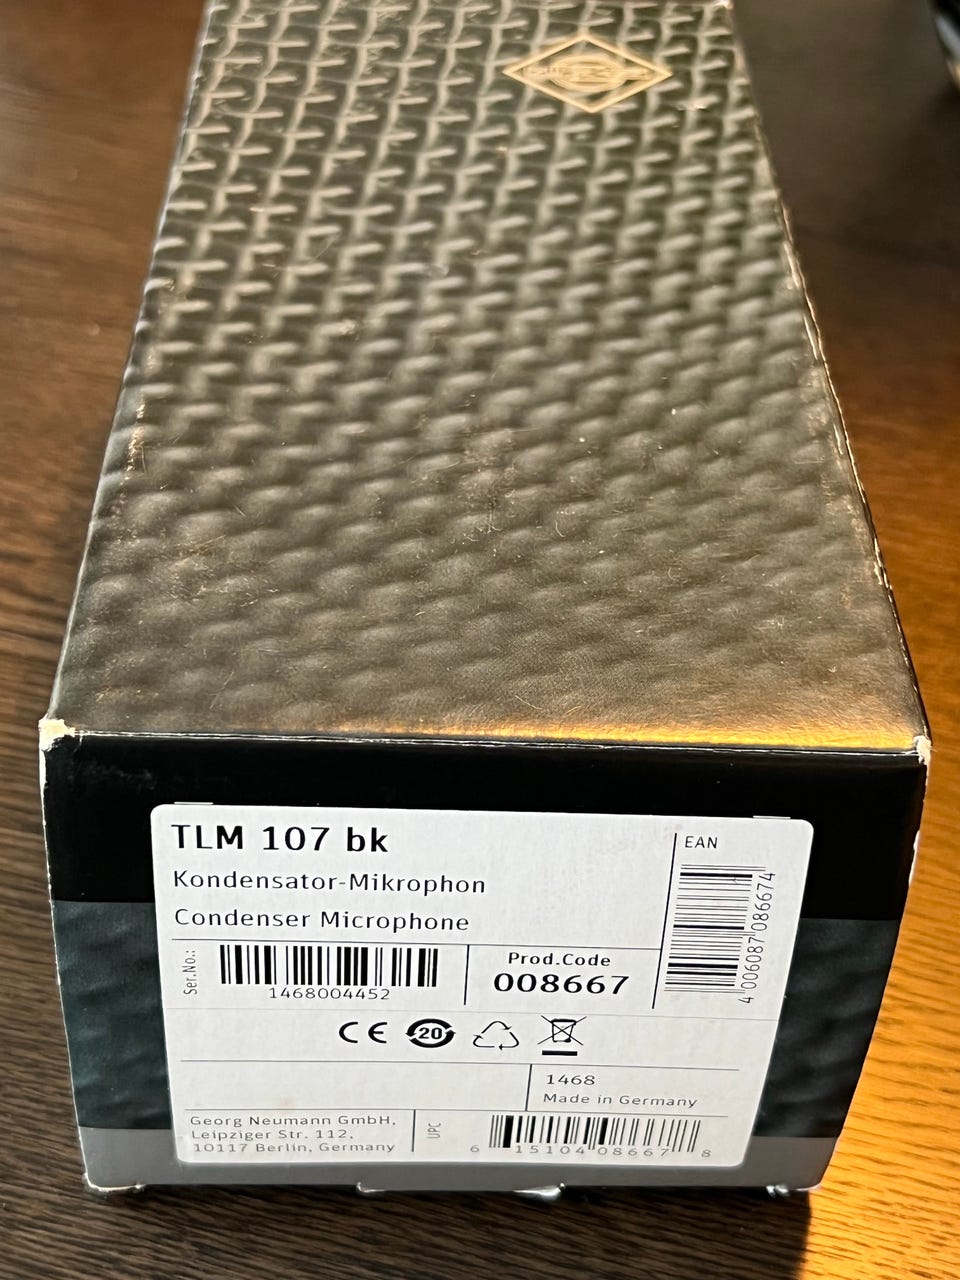 TLM 107 bk
Kondensator-Mikrophon
Condenser Microphone
EAN
4 006087 086674
Ser.No.:
1468004452
Prod.Code
008667
CE
20
1468
Made in Germany
Georg Neumann GmbH,
Leipziger Str. 112,
10117 Berlin, Germany
UPC
6 15104 08667 8